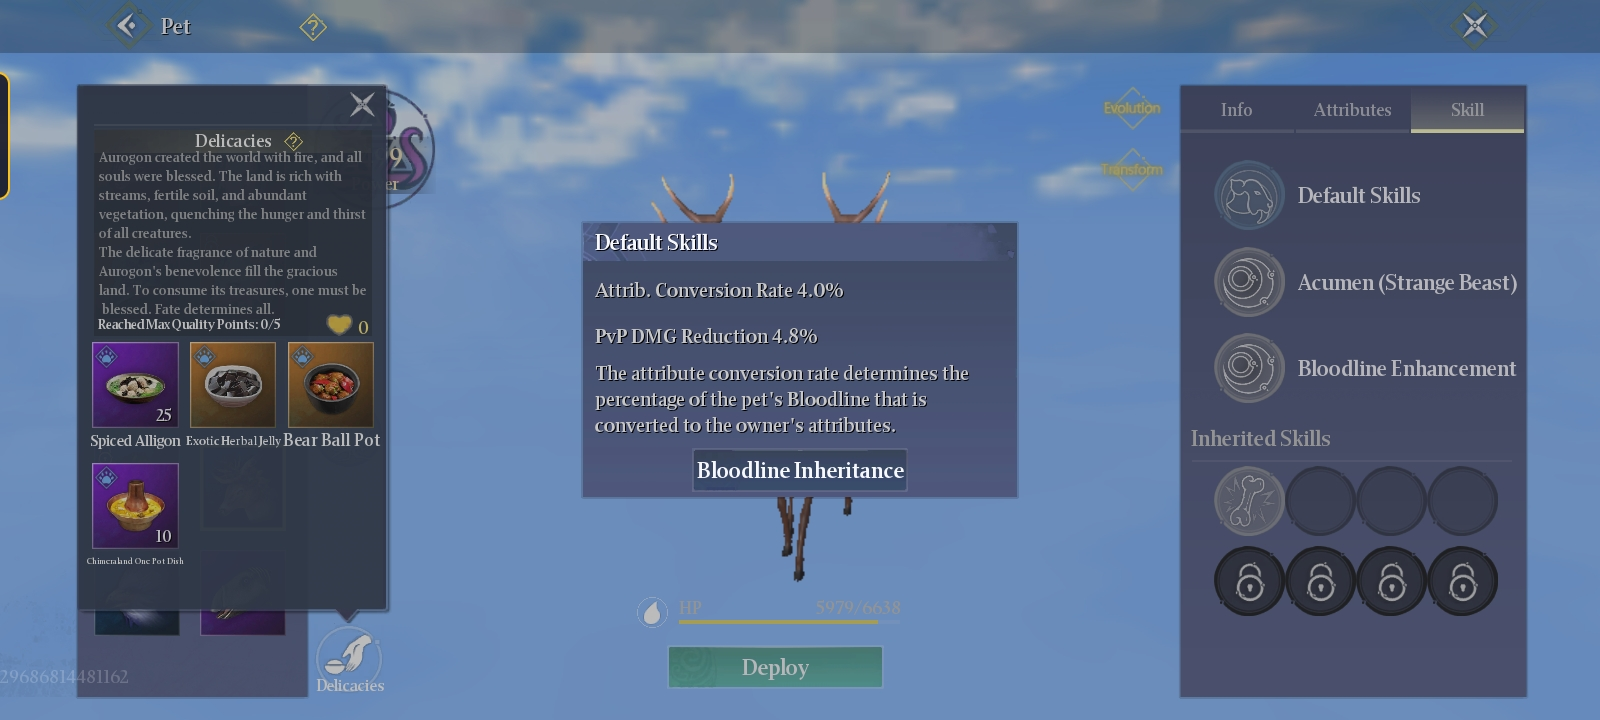 Pet
?
Delicacies ?
Aurogon created the world with fire, and all
souls were blessed. The land is rich with
streams, fertile soil, and abundant
vegetation, quenching the hunger and thirst
of all creatures.
The delicate fragrance of nature and
Aurogon's benevolence fill the gracious
land. To consume its treasures, one must be
blessed. Fate determines all.
Reached Max Quality Points: 0/5
0
25
Spiced Alligon
Exotic Herbal Jelly
Bear Ball Pot
10
Chimeraland One Pot Dish
29686814481162
Delicacies
Default Skills
Attrib. Conversion Rate 4.0%
PvP DMG Reduction 4.8%
The attribute conversion rate determines the
percentage of the pet's Bloodline that is
converted to the owner's attributes.
Bloodline Inheritance
HP 5979/6638
Deploy
Evolution
Transform
Info Attributes Skill
Default Skills
Acumen (Strange Beast)
Bloodline Enhancement
Inherited Skills